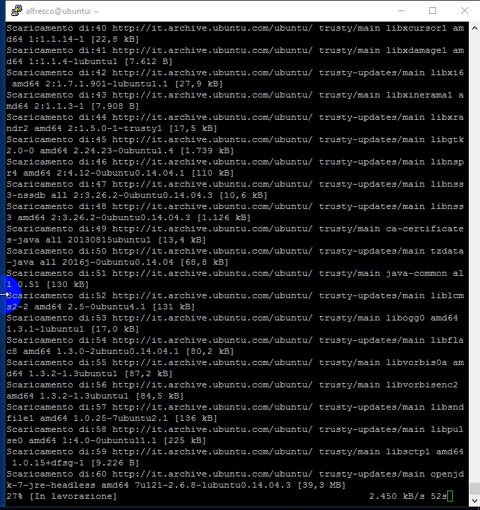 alfresco@ubuntu: ~
Scaricamento di:40 http://it.archive.ubuntu.com/ubuntu/ trusty/main libxcursor1 am
d64 1:1.1.14-1 [22,8 kB]
Scaricamento di:41 http://it.archive.ubuntu.com/ubuntu/ trusty/main libxdamage1 am
d64 1:1.1.4-1ubuntu1 [7.612 B]
Scaricamento di:42 http://it.archive.ubuntu.com/ubuntu/ trusty-updates/main libxi6
 amd64 2:1.7.1.901-1ubuntu1.1 [27,9 kB]
Scaricamento di:43 http://it.archive.ubuntu.com/ubuntu/ trusty/main libxinerama1 a
md64 2:1.1.3-1 [7.908 B]
Scaricamento di:44 http://it.archive.ubuntu.com/ubuntu/ trusty-updates/main libxra
ndr2 amd64 2:1.5.0-1~trusty1 [17,5 kB]
Scaricamento di:45 http://it.archive.ubuntu.com/ubuntu/ trusty-updates/main libgtk
2.0-0 amd64 2.24.23-0ubuntu1.4 [1.739 kB]
Scaricamento di:46 http://it.archive.ubuntu.com/ubuntu/ trusty-updates/main libnsp
r4 amd64 2:4.12-0ubuntu0.14.04.1 [110 kB]
Scaricamento di:47 http://it.archive.ubuntu.com/ubuntu/ trusty-updates/main libnss
3-nssdb all 2:3.26.2-0ubuntu0.14.04.3 [10,6 kB]
Scaricamento di:48 http://it.archive.ubuntu.com/ubuntu/ trusty-updates/main libnss
3 amd64 2:3.26.2-0ubuntu0.14.04.3 [1.126 kB]
Scaricamento di:49 http://it.archive.ubuntu.com/ubuntu/ trusty/main ca-certificate
s-java all 20130815ubuntu1 [13,4 kB]
Scaricamento di:50 http://it.archive.ubuntu.com/ubuntu/ trusty-updates/main tzdata
-java all 2016j-0ubuntu0.14.04 [68,8 kB]
Scaricamento di:51 http://it.archive.ubuntu.com/ubuntu/ trusty/main java-common al
l 0.51 [130 kB]
Scaricamento di:52 http://it.archive.ubuntu.com/ubuntu/ trusty-updates/main liblcm
s2-2 amd64 2.5-0ubuntu4.1 [131 kB]
Scaricamento di:53 http://it.archive.ubuntu.com/ubuntu/ trusty/main libogg0 amd64
1.3.1-1ubuntu1 [17,0 kB]
Scaricamento di:54 http://it.archive.ubuntu.com/ubuntu/ trusty-updates/main libfla
c8 amd64 1.3.0-2ubuntu0.14.04.1 [80,2 kB]
Scaricamento di:55 http://it.archive.ubuntu.com/ubuntu/ trusty/main libvorbis0a am
d64 1.3.2-1.3ubuntu1 [87,2 kB]
Scaricamento di:56 http://it.archive.ubuntu.com/ubuntu/ trusty/main libvorbisenc2
amd64 1.3.2-1.3ubuntu1 [84,5 kB]
Scaricamento di:57 http://it.archive.ubuntu.com/ubuntu/ trusty-updates/main libsnd
file1 amd64 1.0.25-7ubuntu2.1 [136 kB]
Scaricamento di:58 http://it.archive.ubuntu.com/ubuntu/ trusty-updates/main libpul
se0 amd64 1:4.0-0ubuntu11.1 [225 kB]
Scaricamento di:59 http://it.archive.ubuntu.com/ubuntu/ trusty/main libsctp1 amd64
 1.0.15+dfsg-1 [9.226 B]
Scaricamento di:60 http://it.archive.ubuntu.com/ubuntu/ trusty-updates/main openjd
k-7-jre-headless amd64 7u121-2.6.8-1ubuntu0.14.04.3 [39,3 MB]
27% [In lavorazione] 2.450 kB/s 52s